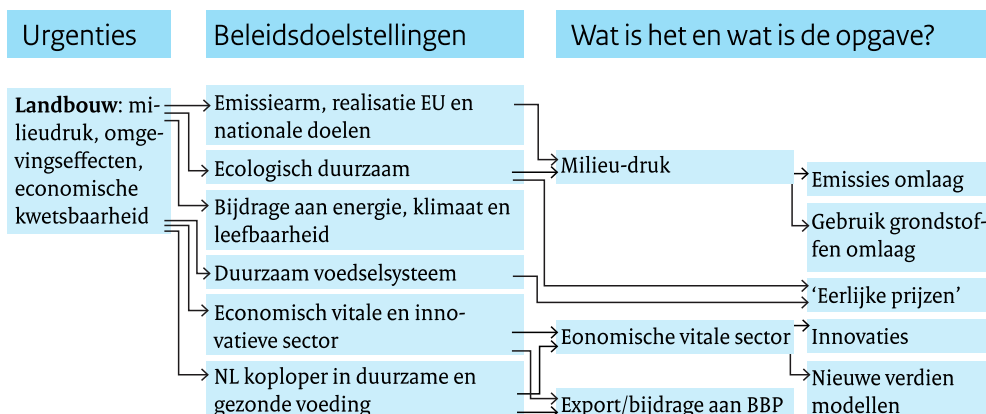 Urgenties
Beleidsdoelstellingen
Wat is het en wat is de opgave?
Landbouw: mi-
lieudruk, omge-
vingseffecten,
economische
kwetsbaarheid
Emissiearm, realisatie EU en
nationale doelen
Ecologisch duurzaam
Bijdrage aan energie, klimaat en
leefbaarheid
Duurzaam voedselsysteem
Economisch vitale en inno-
vatieve sector
NL koploper in duurzame en
gezonde voeding
Milieu-druk
Eonomische vitale sector
Export/bijdrage aan BBP
Emissies omlaag
Gebruik grondstof-
fen omlaag
‘Eerlijke prijzen’
Innovaties
Nieuwe verdien
modellen